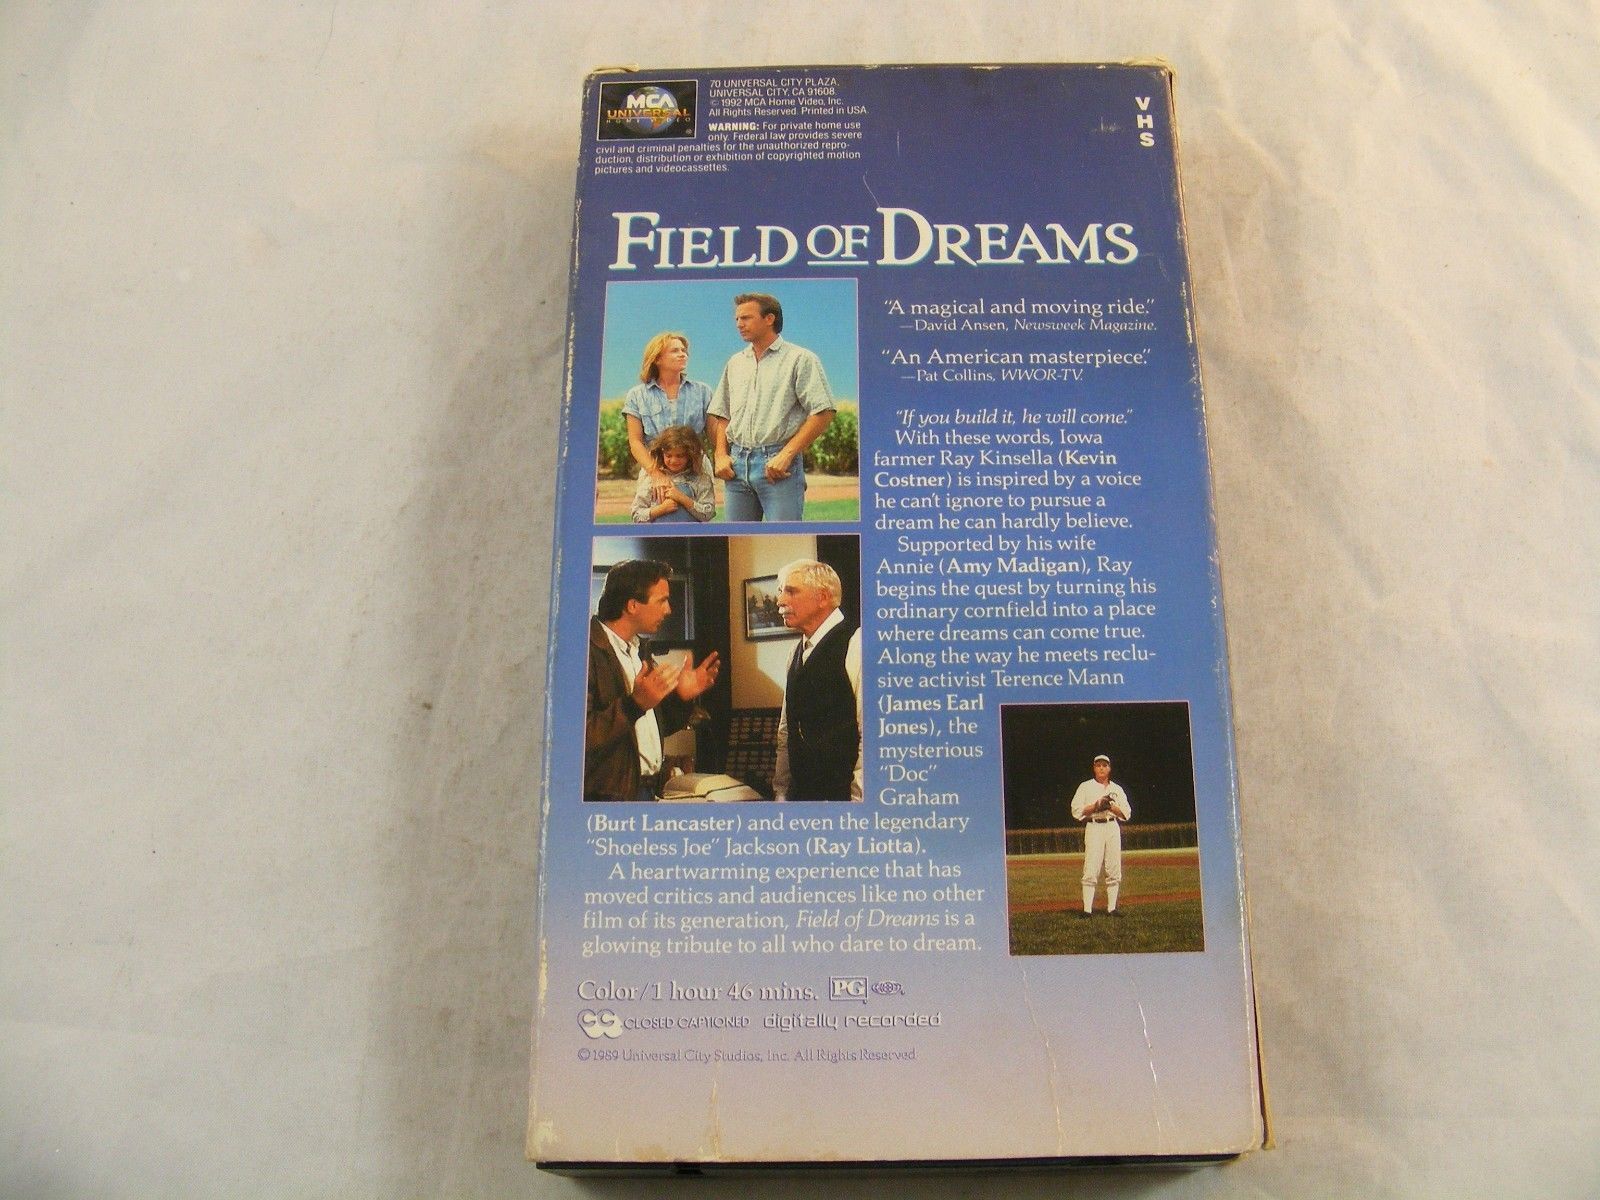 MCA
UNIVERSAL
HOME VIDEO
®
70 UNIVERSAL CITY PLAZA,
UNIVERSAL CITY, CA 91608.
© 1992 MCA Home Video, Inc.
All Rights Reserved. Printed in USA.
WARNING: For private home use
only. Federal law provides severe
civil and criminal penalties for the unauthorized repro-
duction, distribution or exhibition of copyrighted motion
pictures and videocassettes.
VHS
FIELD OF DREAMS
"A magical and moving ride."
—David Ansen, Newsweek Magazine.
"An American masterpiece."
—Pat Collins, WWOR-TV.
"If you build it, he will come."
With these words, Iowa
farmer Ray Kinsella (Kevin
Costner) is inspired by a voice
he can't ignore to pursue a
dream he can hardly believe.
Supported by his wife
Annie (Amy Madigan), Ray
begins the quest by turning his
ordinary cornfield into a place
where dreams can come true.
Along the way he meets reclu-
sive activist Terence Mann
(James Earl
Jones), the
mysterious
"Doc"
Graham
(Burt Lancaster) and even the legendary
"Shoeless Joe" Jackson (Ray Liotta).
A heartwarming experience that has
moved critics and audiences like no other
film of its generation, Field of Dreams is a
glowing tribute to all who dare to dream.
Color/1 hour 46 mins. PG
CC CLOSED CAPTIONED digitally recorded
© 1989 Universal City Studios, Inc. All Rights Reserved